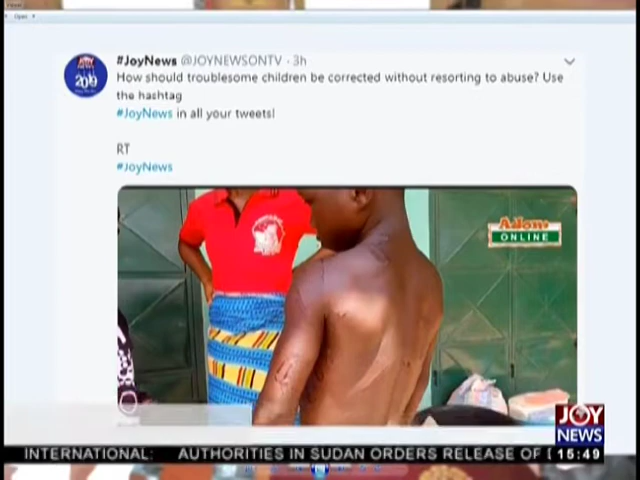 #JoyNews @JOYNEWSONTV · 3h
How should troublesome children be corrected without resorting to abuse? Use
the hashtag
#JoyNews in all your tweets!
RT
#JoyNews
Adom
ONLINE
JOY
NEWS
INTERNATIONAL: AUTHORITIES IN SUDAN ORDERS RELEASE OF
15:49